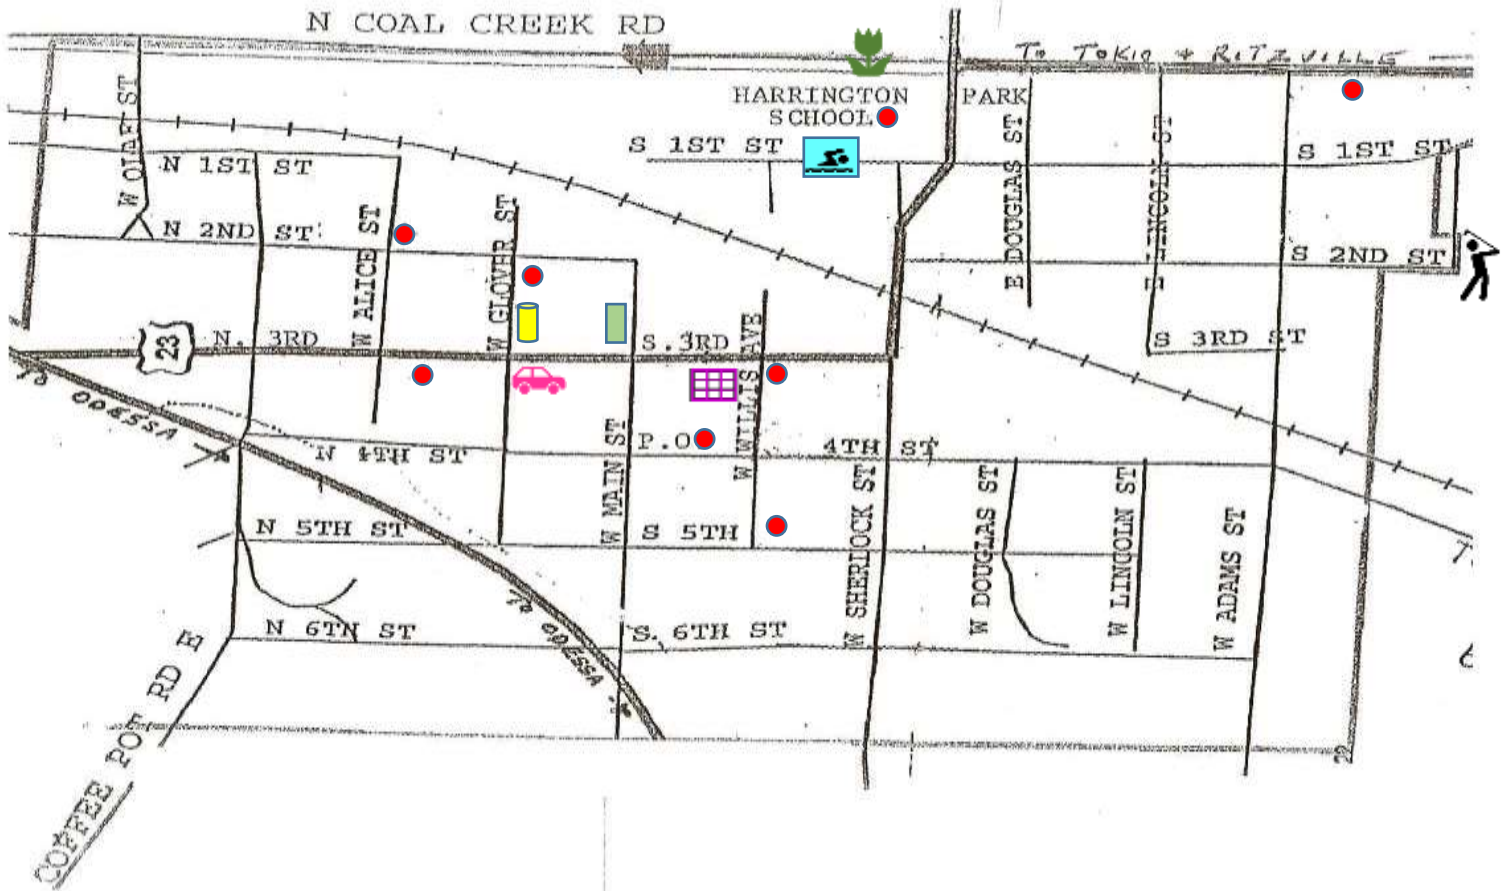 N COAL CREEK RD
TO TOKIO & RITZVILLE
HARRINGTON
SCHOOL
PARK
S 1ST ST
S 1ST ST
N 1ST ST
N 2ND ST
S 2ND ST
W ALICE ST
W GLOVER ST
E DOUGLAS ST
E LINCOLN ST
23
N. 3RD
S.3RD
S 3RD ST
W WILLIS AVE
TO
ODESSA
N 4TH ST
P.O
4TH ST
W MAIN ST
N 5TH ST
S 5TH
W SHERLOCK ST
W DOUGLAS ST
W LINCOLN ST
W ADAMS ST
N 6TN ST
S. 6TH ST
TO ODESSA
COFFEE POT RD E